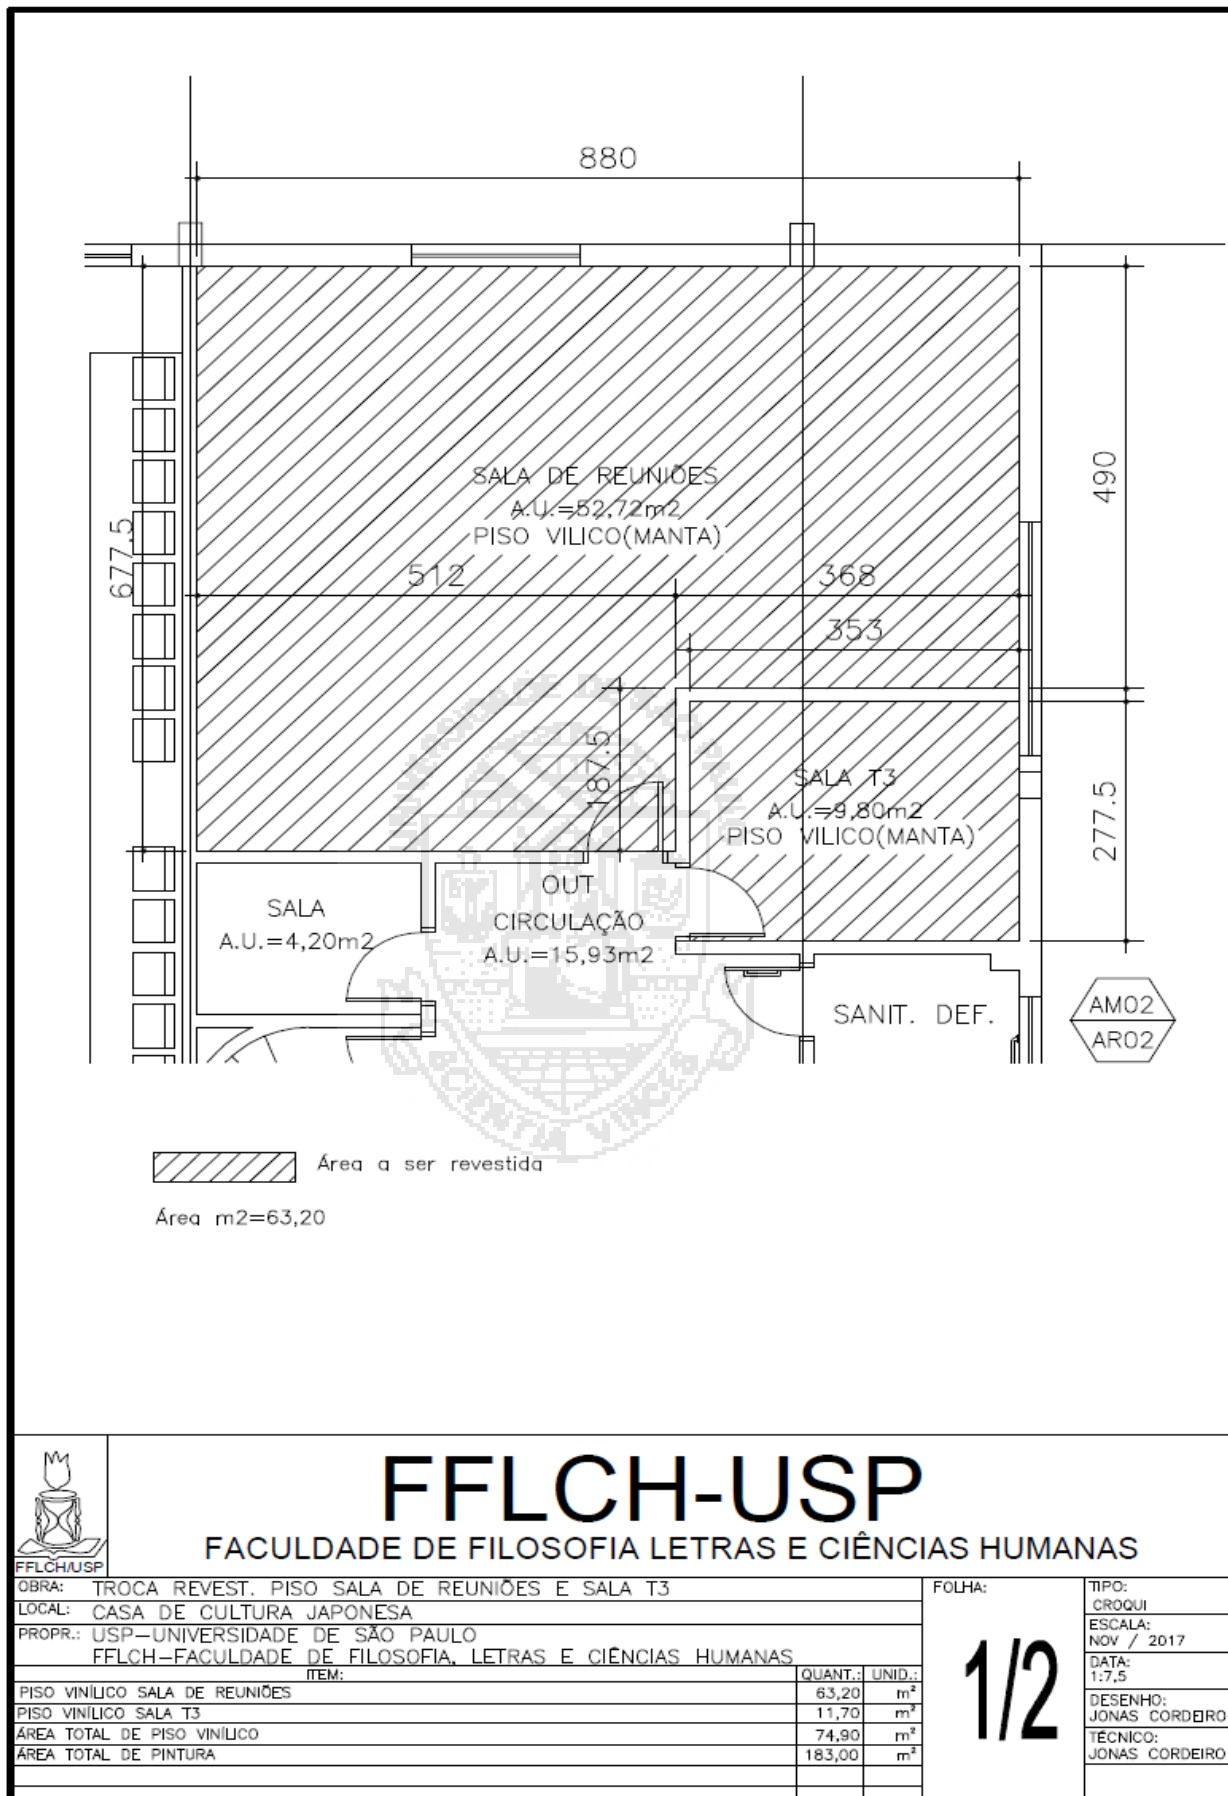 880
490
677.5
SALA DE REUNIÕES
A.U.=52,72m2
PISO VILICO(MANTA)
512
368
353
187.5
SALA T3
A.U.=9,80m2
PISO VILICO(MANTA)
277.5
OUT
CIRCULAÇÃO
A.U.=15,93m2
SALA
A.U.=4,20m2
SANIT. DEF.
AM02
AR02
SCIENTIA VINCES
Área a ser revestida
Área m2=63,20
FFLCH/USP
FFLCH-USP
FACULDADE DE FILOSOFIA LETRAS E CIÊNCIAS HUMANAS
OBRA: TROCA REVEST. PISO SALA DE REUNIÕES E SALA T3
LOCAL: CASA DE CULTURA JAPONESA
PROPR.: USP-UNIVERSIDADE DE SÃO PAULO
FFLCH-FACULDADE DE FILOSOFIA, LETRAS E CIÊNCIAS HUMANAS
ITEM: QUANT.: UNID.:
PISO VINÍLICO SALA DE REUNIÕES 63,20 m²
PISO VINÍLICO SALA T3 11,70 m²
ÁREA TOTAL DE PISO VINÍLICO 74,90 m²
ÁREA TOTAL DE PINTURA 183,00 m²
FOLHA:
1/2
TIPO:
CROQUI
ESCALA:
NOV / 2017
DATA:
1:7,5
DESENHO:
JONAS CORDEIRO
TÉCNICO:
JONAS CORDEIRO